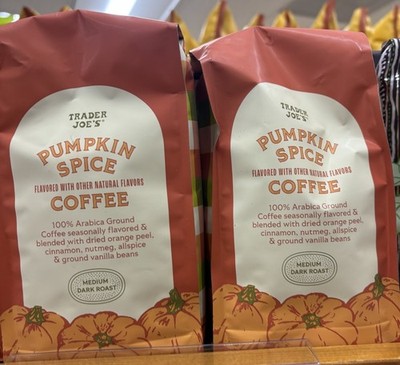 TRADER
JOE'S
PUMPKIN
SPICE
FLAVORED WITH OTHER NATURAL FLAVORS
COFFEE
100% Arabica Ground
Coffee seasonally flavored &
blended with dried orange peel,
cinnamon, nutmeg, allspice
& ground vanilla beans
MEDIUM
DARK ROAST
TRADER
JOE'S
PUMPKIN
SPICE
FLAVORED WITH OTHER NATURAL FLAVORS
COFFEE
100% Arabica Ground
Coffee seasonally flavored &
blended with dried orange peel,
cinnamon, nutmeg, allspice
& ground vanilla beans
MEDIUM
DARK ROAST